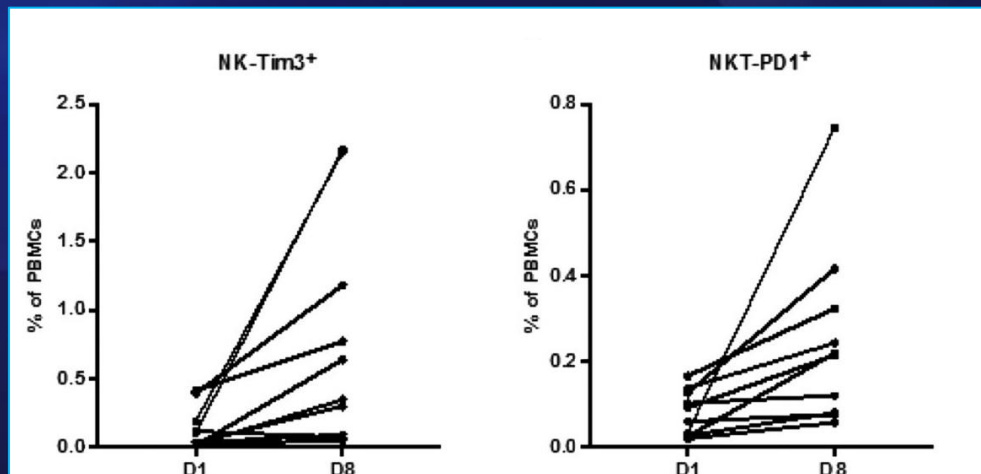 NK-Tim3⁺
2.5
2.0
1.5
1.0
0.5
0.0
% of PBMCs
D1 D8
NKT-PD1⁺
0.8
0.6
0.4
0.2
0.0
% of PBMCs
D1 D8